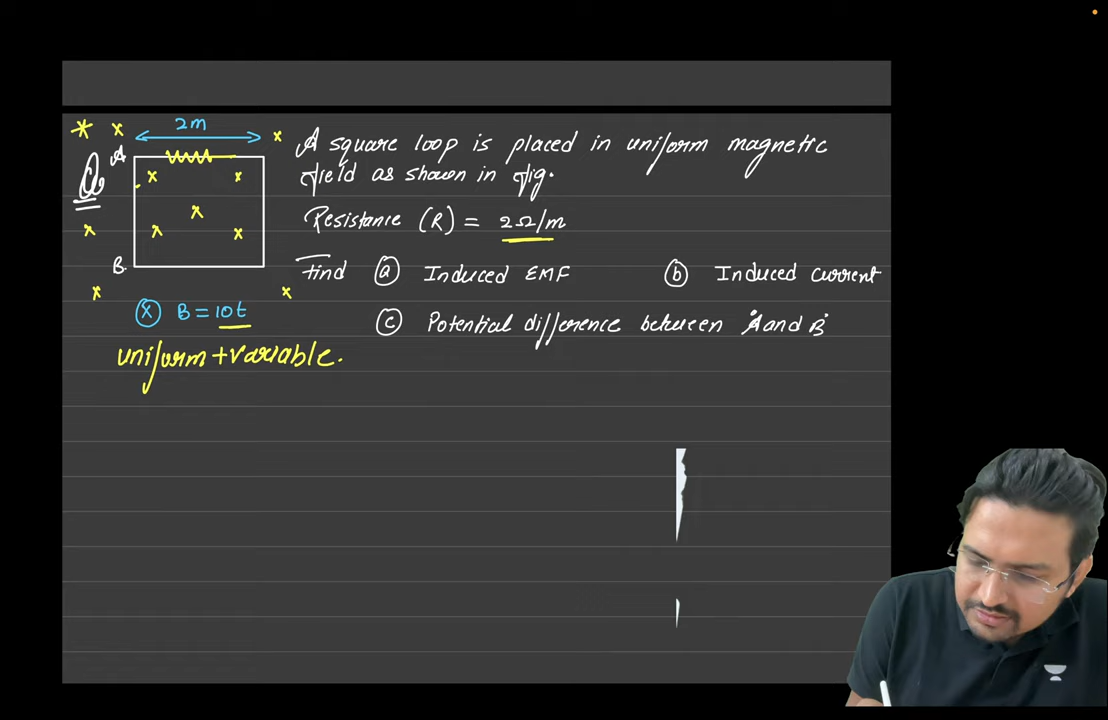 2m
A
Q
B
ⓧ B = 10t
uniform + variable.
A square loop is placed in uniform magnetic
field as shown in fig.
Resistance (R) = 2Ω/m
Find ⓐ Induced EMF ⓑ Induced current
ⓒ Potential difference between A and B